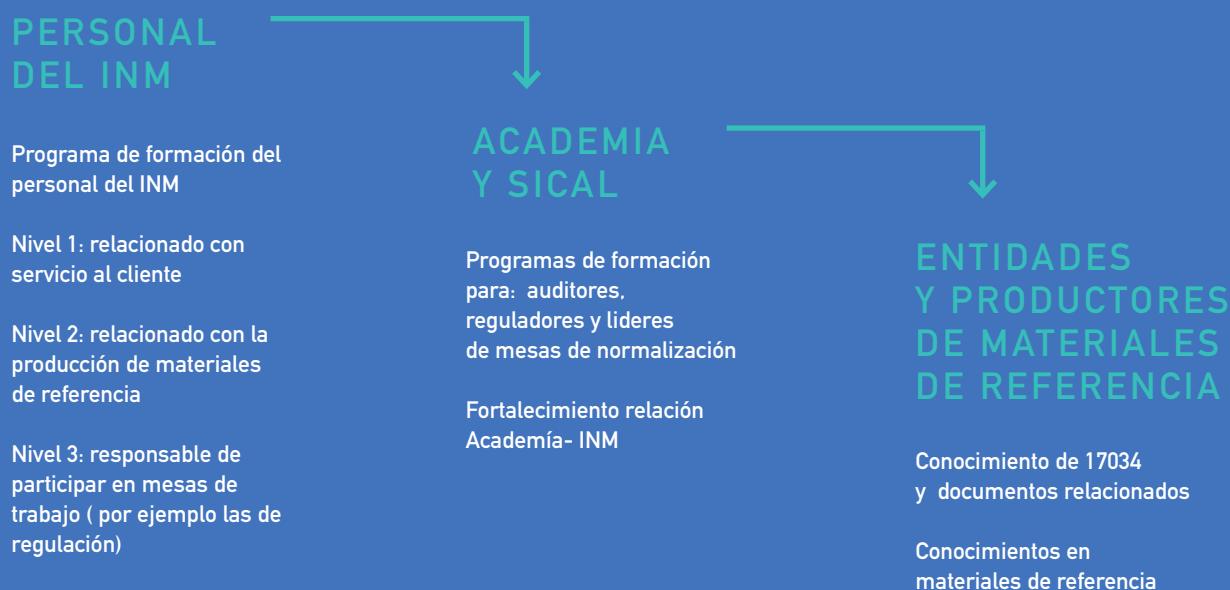 PERSONAL
DEL INM
Programa de formación del
personal del INM
Nivel 1: relacionado con
servicio al cliente
Nivel 2: relacionado con la
producción de materiales
de referencia
Nivel 3: responsable de
participar en mesas de
trabajo ( por ejemplo las de
regulación)
ACADEMIA
Y SICAL
Programas de formación
para: auditores,
reguladores y lideres
de mesas de normalización
Fortalecimiento relación
Academía- INM
ENTIDADES
Y PRODUCTORES
DE MATERIALES
DE REFERENCIA
Conocimiento de 17034
y documentos relacionados
Conocimientos en
materiales de referencia